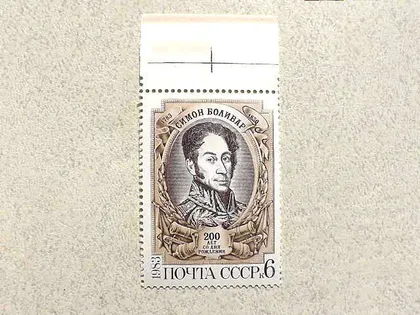 СИМОН БОЛИВАР
200
ЛЕТ
СО ДНЯ
РОЖДЕНИЯ
1983
ПОЧТА СССР К 6